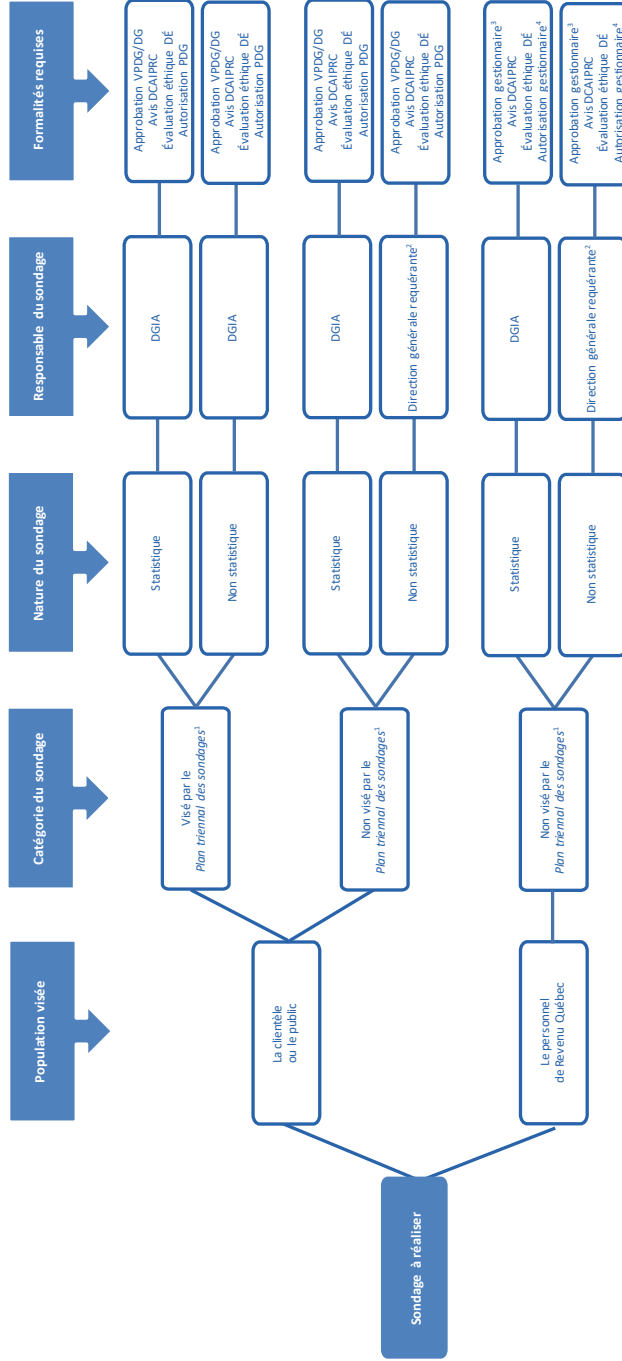 Population visée
Catégorie du sondage
Nature du sondage
Responsable du sondage
Formalités requises
Sondage à réaliser
La clientèle
ou le public
Visé par le
Plan triennal des sondages¹
Statistique
DGIA
Approbation VPDG/DG
Avis DCAIPRC
Évaluation éthique DÉ
Autorisation PDG
Non statistique
DGIA
Approbation VPDG/DG
Avis DCAIPRC
Évaluation éthique DÉ
Autorisation PDG
Non visé par le
Plan triennal des sondages¹
Statistique
DGIA
Approbation VPDG/DG
Avis DCAIPRC
Évaluation éthique DÉ
Autorisation PDG
Non statistique
Direction générale requérante²
Approbation VPDG/DG
Avis DCAIPRC
Évaluation éthique DÉ
Autorisation PDG
Le personnel
de Revenu Québec
Non visé par le
Plan triennal des sondages¹
Statistique
DGIA
Approbation gestionnaire³
Avis DCAIPRC
Évaluation éthique DÉ
Autorisation gestionnaire⁴
Non statistique
Direction générale requérante²
Approbation gestionnaire³
Avis DCAIPRC
Évaluation éthique DÉ
Autorisation gestionnaire⁴